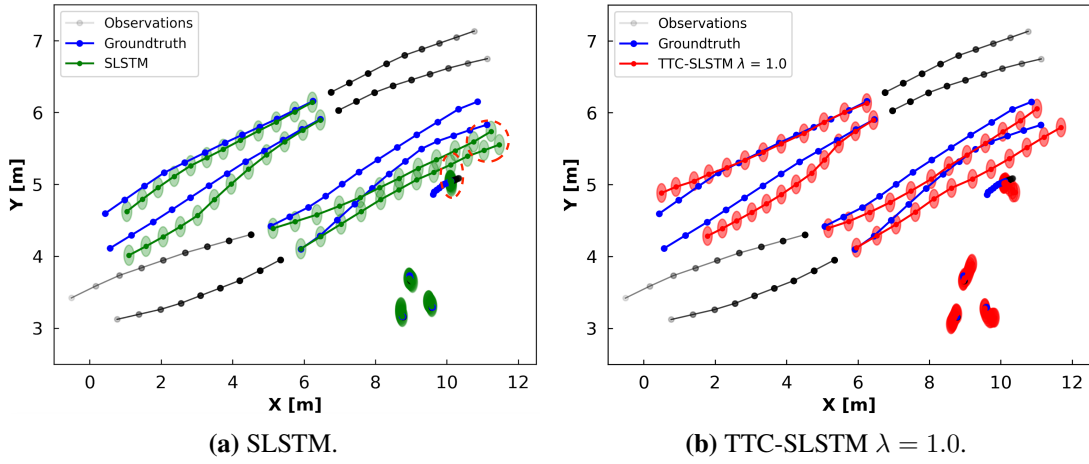 Observations
Groundtruth
SLSTM
7
6
5
4
3
Y [m]
0 2 4 6 8 10 12
X [m]
(a) SLSTM.
Observations
Groundtruth
TTC-SLSTM λ = 1.0
7
6
5
4
3
Y [m]
0 2 4 6 8 10 12
X [m]
(b) TTC-SLSTM λ = 1.0.